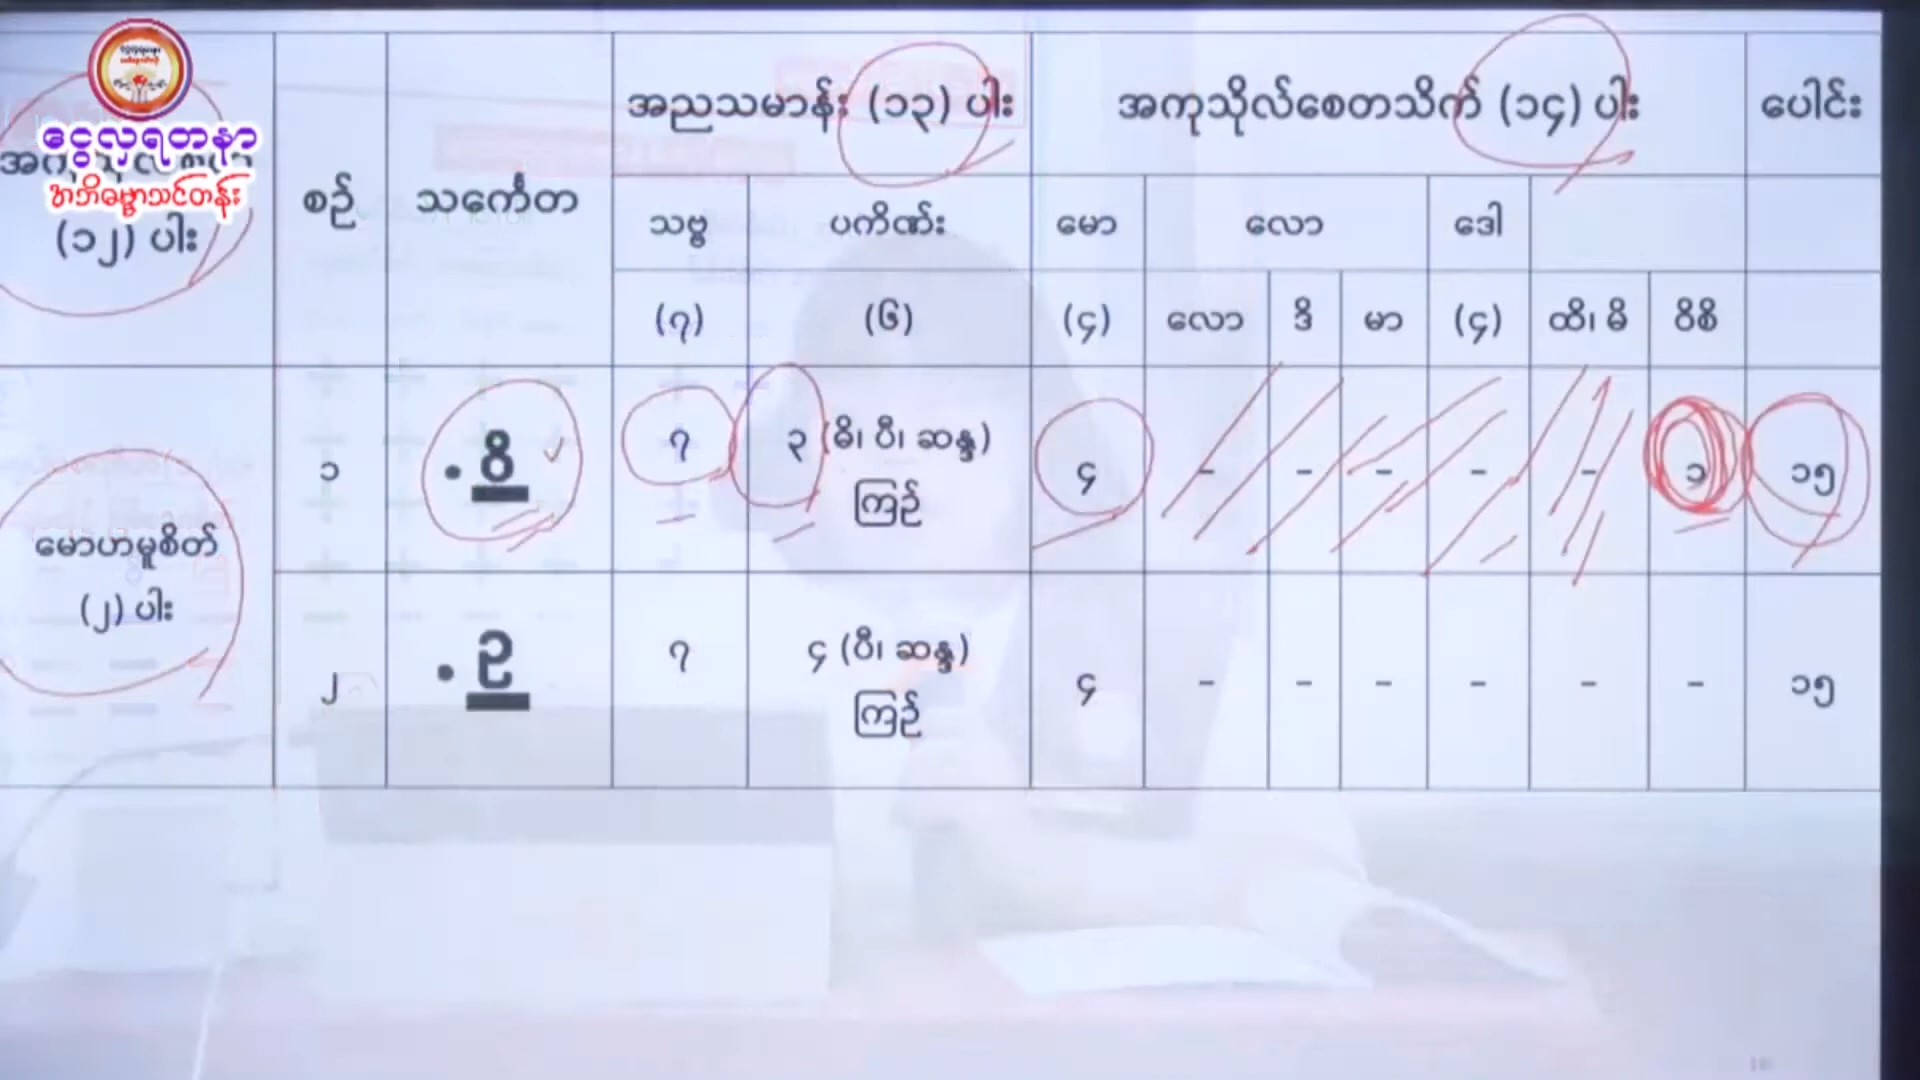 ငွေလှရတနာ
အဘိဓမ္မာသင်တန်း
(၁၂) ပါး
စဉ်
သင်္ကေတ
အညသမာန်း (၁၃) ပါး
အကုသိုလ်စေတသိက် (၁၄) ပါး
ပေါင်း
သဗ္ဗ
ပကိဏ်း
မော
လော
ဒေါ
(၇)
(၆)
(၄)
လော
ဒိ
မာ
(၄)
ထိ၊ မိ
ဝိစိ
မောဟမူစိတ်
(၂) ပါး
၁
. ဝိ
၇
၃ (ဓိ၊ ပီ၊ ဆန္ဒ)
ကြဉ်
၄
-
-
-
-
-
၁
၁၅
၂
. ဥ
၇
၄ (ပီ၊ ဆန္ဒ)
ကြဉ်
၄
-
-
-
-
-
-
၁၅